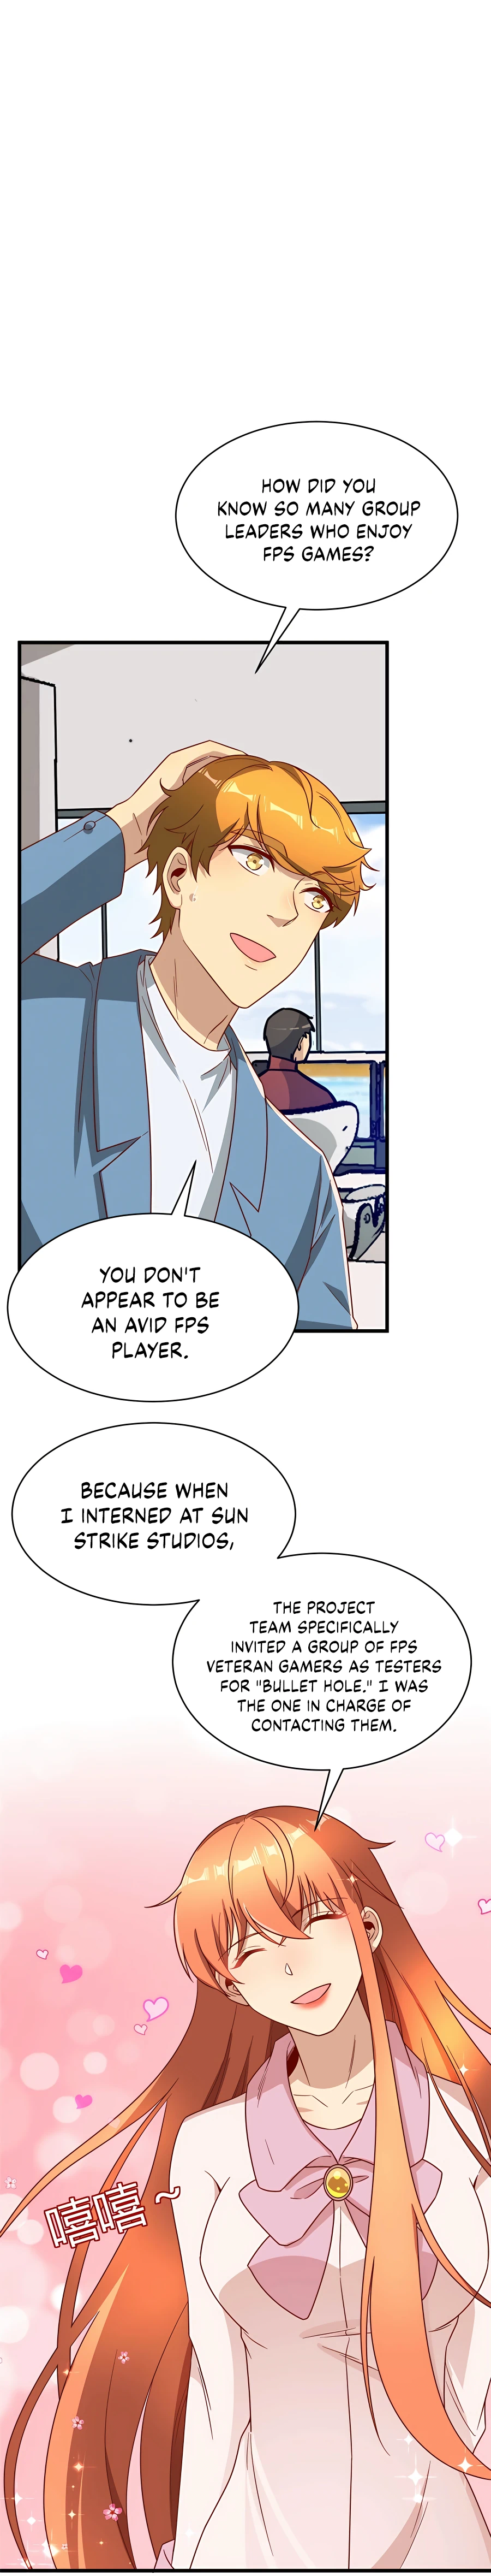 HOW DID YOU
KNOW SO MANY GROUP
LEADERS WHO ENJOY
FPS GAMES?
YOU DON'T
APPEAR TO BE
AN AVID FPS
PLAYER.
BECAUSE WHEN
I INTERNED AT SUN
STRIKE STUDIOS,
THE PROJECT
TEAM SPECIFICALLY
INVITED A GROUP OF FPS
VETERAN GAMERS AS TESTERS
FOR "BULLET HOLE." I WAS
THE ONE IN CHARGE OF
CONTACTING THEM.
嘻嘻~